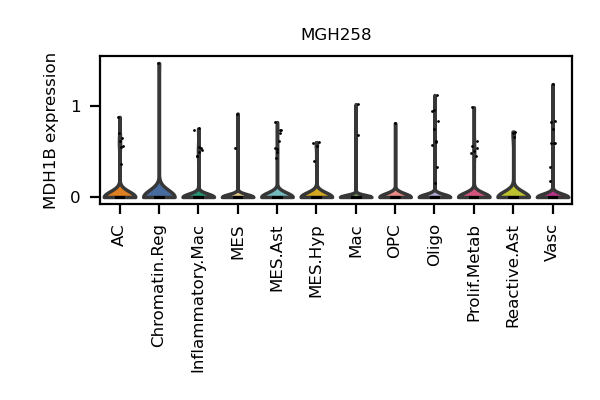 MGH258
MDH1B expression
1
0
AC
Chromatin.Reg
Inflammatory.Mac
MES
MES.Ast
MES.Hyp
Mac
OPC
Oligo
Prolif.Metab
Reactive.Ast
Vasc